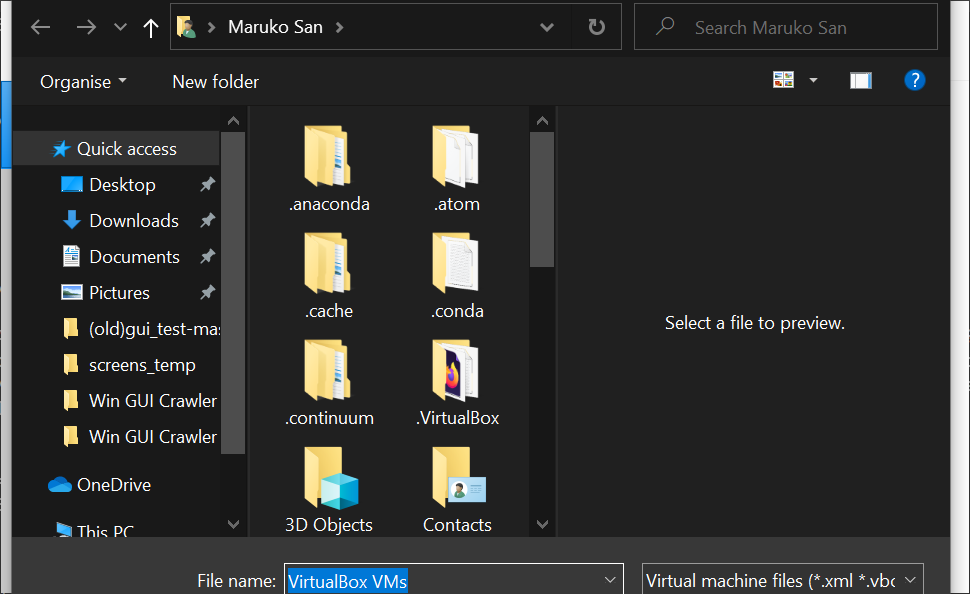 Maruko San
Search Maruko San
Organise
New folder
?
Quick access
Desktop
Downloads
Documents
Pictures
(old)gui_test-mas
screens_temp
Win GUI Crawler
Win GUI Crawler
OneDrive
This PC
.anaconda
.atom
.cache
.conda
.continuum
.VirtualBox
3D Objects
Contacts
Select a file to preview.
File name:
VirtualBox VMs
Virtual machine files (*.xml *.vbo